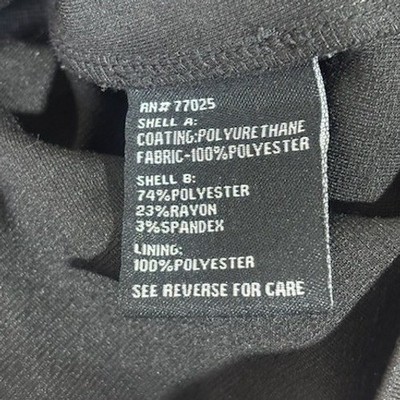 RN# 77025
SHELL A:
COATING:POLYURETHANE
FABRIC-100%POLYESTER
SHELL B:
74%POLYESTER
23%RAYON
3%SPANDEX
LINING:
100%POLYESTER
SEE REVERSE FOR CARE